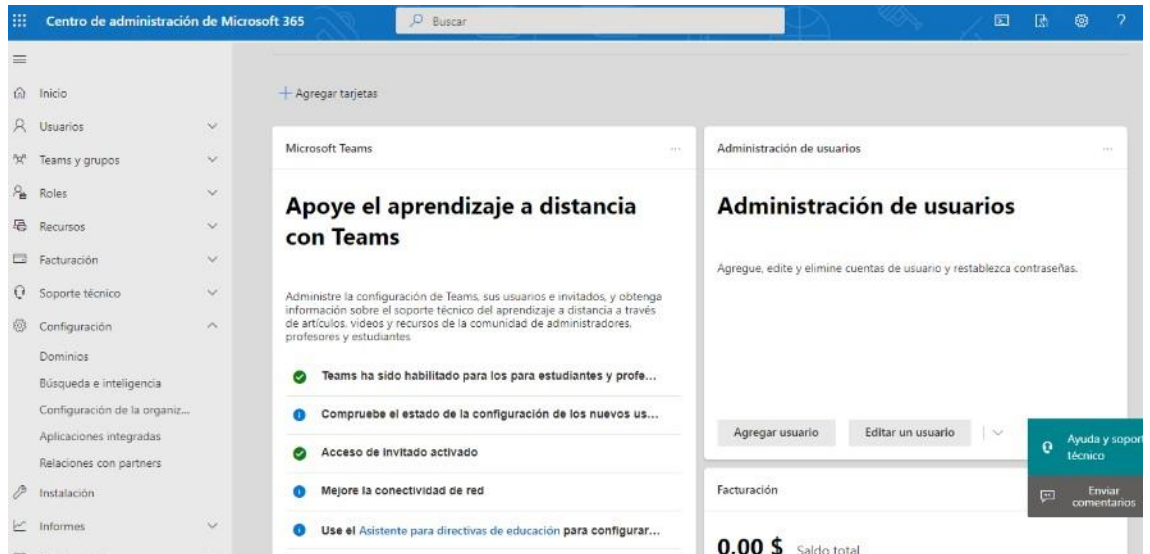 Centro de administración de Microsoft 365
Buscar
Inicio
Usuarios
Teams y grupos
Roles
Recursos
Facturación
Soporte técnico
Configuración
Dominios
Búsqueda e inteligencia
Configuración de la organiz...
Aplicaciones integradas
Relaciones con partners
Instalación
Informes
Agregar tarjetas
Microsoft Teams
Apoye el aprendizaje a distancia
con Teams
Administre la configuración de Teams, sus usuarios e invitados, y obtenga
información sobre el soporte técnico del aprendizaje a distancia a través
de artículos, videos y recursos de la comunidad de administradores,
profesores y estudiantes
Teams ha sido habilitado para los para estudiantes y profe...
Compruebe el estado de la configuración de los nuevos us...
Acceso de invitado activado
Mejore la conectividad de red
Use el Asistente para directivas de educación para configurar...
Administración de usuarios
Administración de usuarios
Agregue, edite y elimine cuentas de usuario y restablezca contraseñas.
Agregar usuario
Editar un usuario
Facturación
0.00 $ Saldo total
Ayuda y soport
técnico
Enviar
comentarios